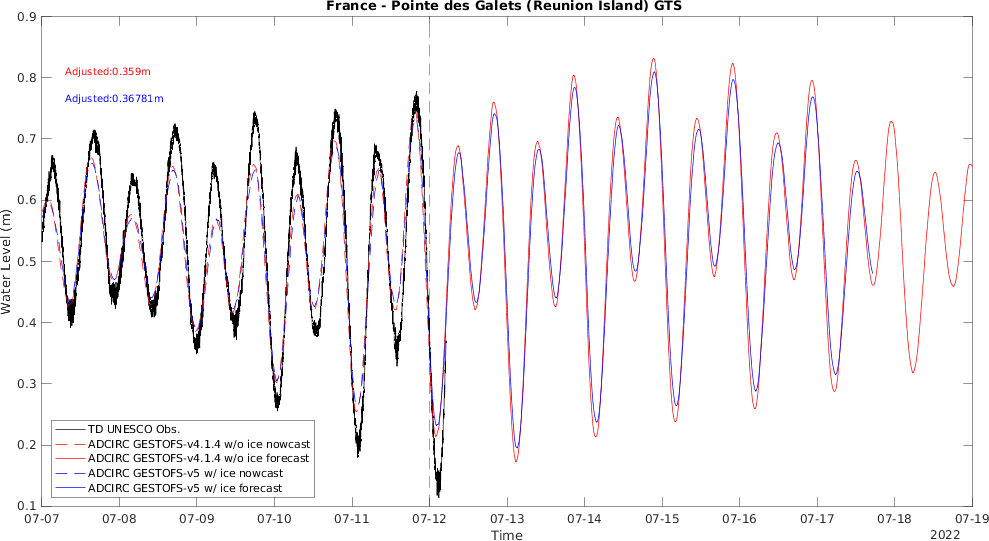 France - Pointe des Galets (Reunion Island) GTS
0.9
0.8
0.7
0.6
0.5
0.4
0.3
0.2
0.1
Water Level (m)
Adjusted:0.359m
Adjusted:0.36781m
TD UNESCO Obs.
ADCIRC GESTOFS-v4.1.4 w/o ice nowcast
ADCIRC GESTOFS-v4.1.4 w/o ice forecast
ADCIRC GESTOFS-v5 w/ ice nowcast
ADCIRC GESTOFS-v5 w/ ice forecast
07-07 07-08 07-09 07-10 07-11 07-12 07-13 07-14 07-15 07-16 07-17 07-18 07-19
Time
2022